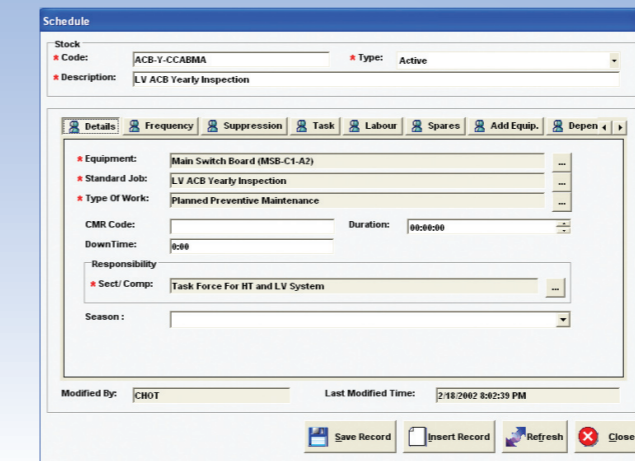 Schedule
Stock
* Code: ACB-Y-CCABMA * Type: Active
* Description: LV ACB Yearly Inspection
Details Frequency Suppression Task Labour Spares Add Equip. Depen
* Equipment: Main Switch Board (MSB-C1-A2) ...
* Standard Job: LV ACB Yearly Inspection ...
* Type Of Work: Planned Preventive Maintenance ...
CMR Code: Duration: 00:00:00
DownTime: 0:00
Responsibility
* Sect/ Comp: Task Force For HT and LV System ...
Season :
Modified By: CHOT Last Modified Time: 2/18/2002 8:02:39 PM
Save Record Insert Record Refresh Close